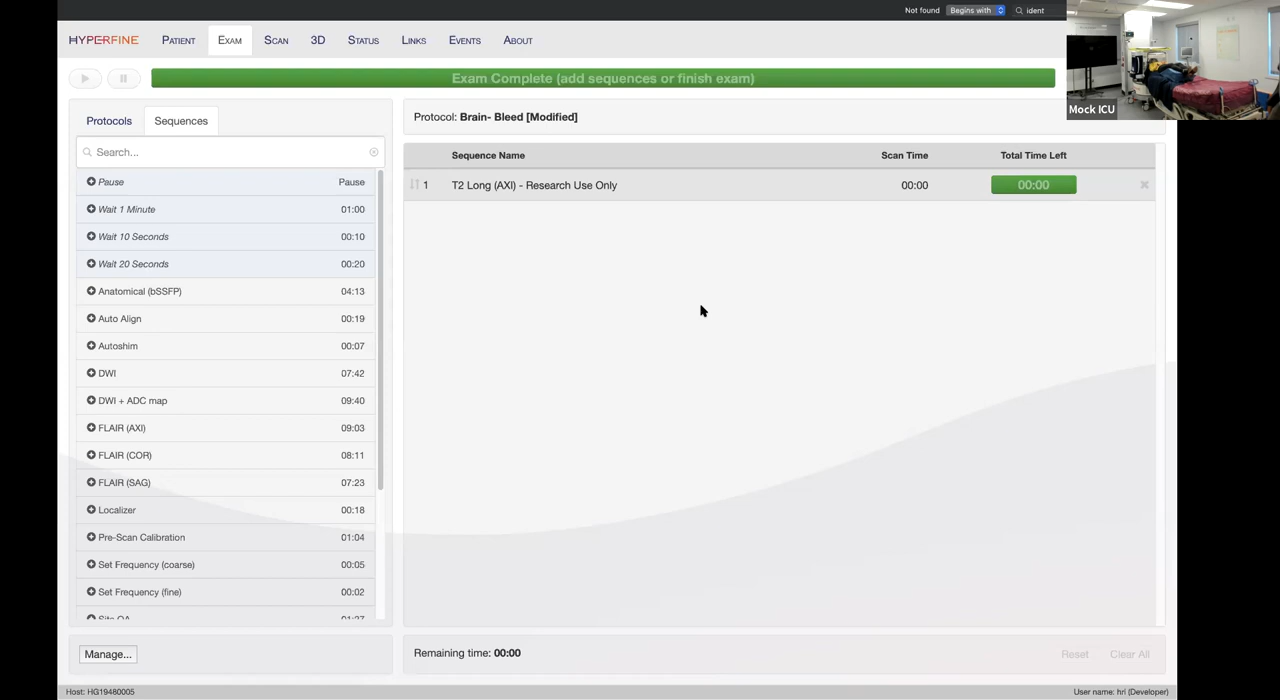 Not found Begins with ident
HYPERFINE PATIENT EXAM SCAN 3D STATUS LINKS EVENTS ABOUT
Exam Complete (add sequences or finish exam)
Mock ICU
Protocols Sequences
Search...
Pause Pause
Wait 1 Minute 01:00
Wait 10 Seconds 00:10
Wait 20 Seconds 00:20
Anatomical (bSSFP) 04:13
Auto Align 00:19
Autoshim 00:07
DWI 07:42
DWI + ADC map 09:40
FLAIR (AXI) 09:03
FLAIR (COR) 08:11
FLAIR (SAG) 07:23
Localizer 00:18
Pre-Scan Calibration 01:04
Set Frequency (coarse) 00:05
Set Frequency (fine) 00:02
Site QA 01:27
Manage...
Protocol: Brain- Bleed [Modified]
Sequence Name Scan Time Total Time Left
1 T2 Long (AXI) - Research Use Only 00:00 00:00
Remaining time: 00:00 Reset Clear All
Host: HG19480005 User name: hri (Developer)